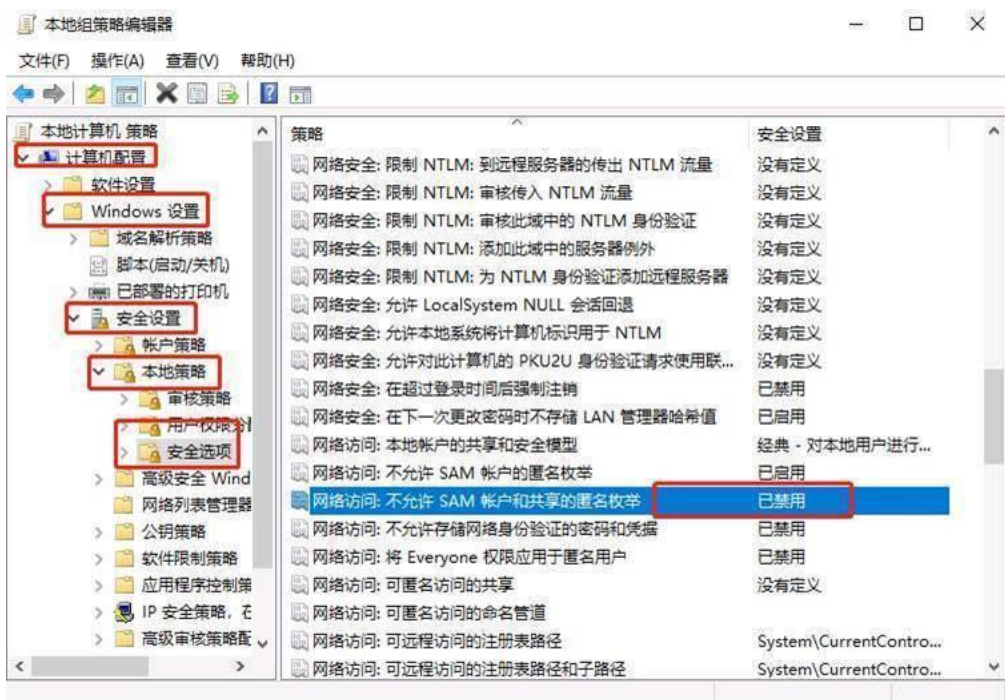 本地组策略编辑器
文件(F) 操作(A) 查看(V) 帮助(H)
本地计算机 策略
计算机配置
软件设置
Windows 设置
域名解析策略
脚本(启动/关机)
已部署的打印机
安全设置
帐户策略
本地策略
审核策略
用户权限分
安全选项
高级安全 Wind
网络列表管理器
公钥策略
软件限制策略
应用程序控制策
IP 安全策略，在
高级审核策略配
策略 安全设置
网络安全: 限制 NTLM: 到远程服务器的传出 NTLM 流量 没有定义
网络安全: 限制 NTLM: 审核传入 NTLM 流量 没有定义
网络安全: 限制 NTLM: 审核此域中的 NTLM 身份验证 没有定义
网络安全: 限制 NTLM: 添加此域中的服务器例外 没有定义
网络安全: 限制 NTLM: 为 NTLM 身份验证添加远程服务器 没有定义
网络安全: 允许 LocalSystem NULL 会话回退 没有定义
网络安全: 允许本地系统将计算机标识用于 NTLM 没有定义
网络安全: 允许对此计算机的 PKU2U 身份验证请求使用联... 没有定义
网络安全: 在超过登录时间后强制注销 已禁用
网络安全: 在下一次更改密码时不存储 LAN 管理器哈希值 已启用
网络访问: 本地帐户的共享和安全模型 经典 - 对本地用户进行...
网络访问: 不允许 SAM 帐户的匿名枚举 已启用
网络访问: 不允许 SAM 帐户和共享的匿名枚举 已禁用
网络访问: 不允许存储网络身份验证的密码和凭据 已禁用
网络访问: 将 Everyone 权限应用于匿名用户 已禁用
网络访问: 可匿名访问的共享 没有定义
网络访问: 可匿名访问的命名管道
网络访问: 可远程访问的注册表路径 System\CurrentContro...
网络访问: 可远程访问的注册表路径和子路径 System\CurrentContro...